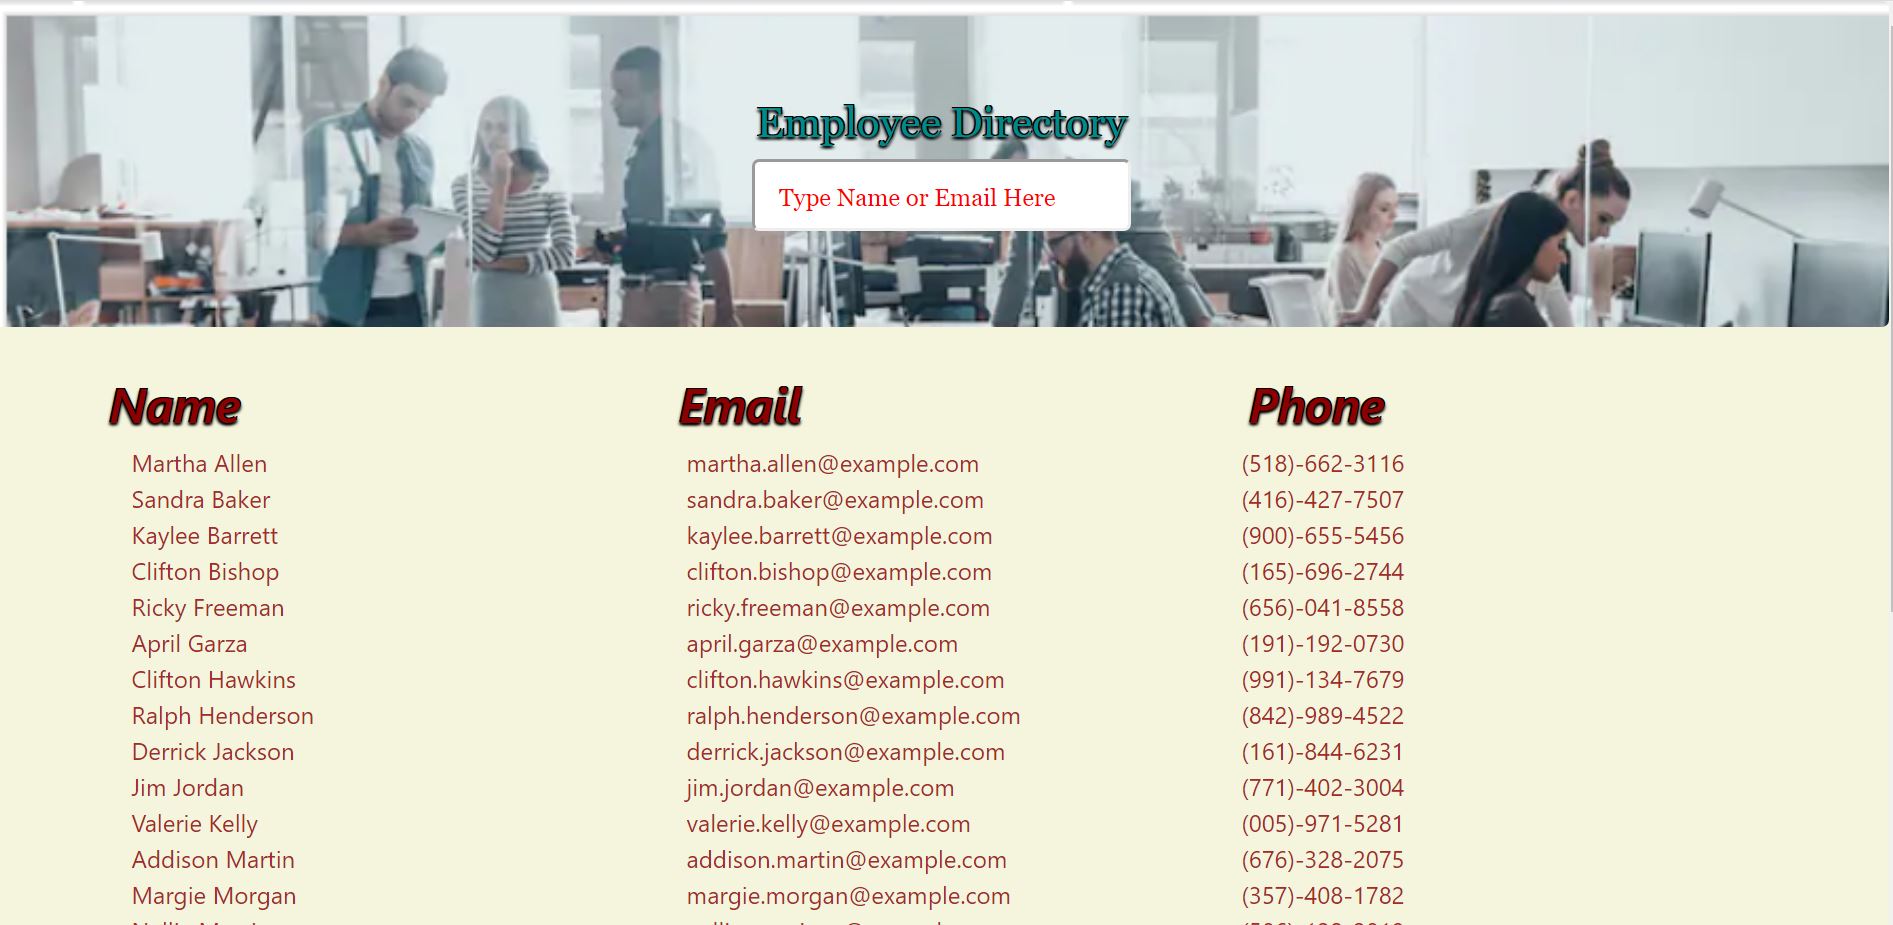 Employee Directory
Type Name or Email Here
Name Email Phone
Martha Allen martha.allen@example.com (518)-662-3116
Sandra Baker sandra.baker@example.com (416)-427-7507
Kaylee Barrett kaylee.barrett@example.com (900)-655-5456
Clifton Bishop clifton.bishop@example.com (165)-696-2744
Ricky Freeman ricky.freeman@example.com (656)-041-8558
April Garza april.garza@example.com (191)-192-0730
Clifton Hawkins clifton.hawkins@example.com (991)-134-7679
Ralph Henderson ralph.henderson@example.com (842)-989-4522
Derrick Jackson derrick.jackson@example.com (161)-844-6231
Jim Jordan jim.jordan@example.com (771)-402-3004
Valerie Kelly valerie.kelly@example.com (005)-971-5281
Addison Martin addison.martin@example.com (676)-328-2075
Margie Morgan margie.morgan@example.com (357)-408-1782